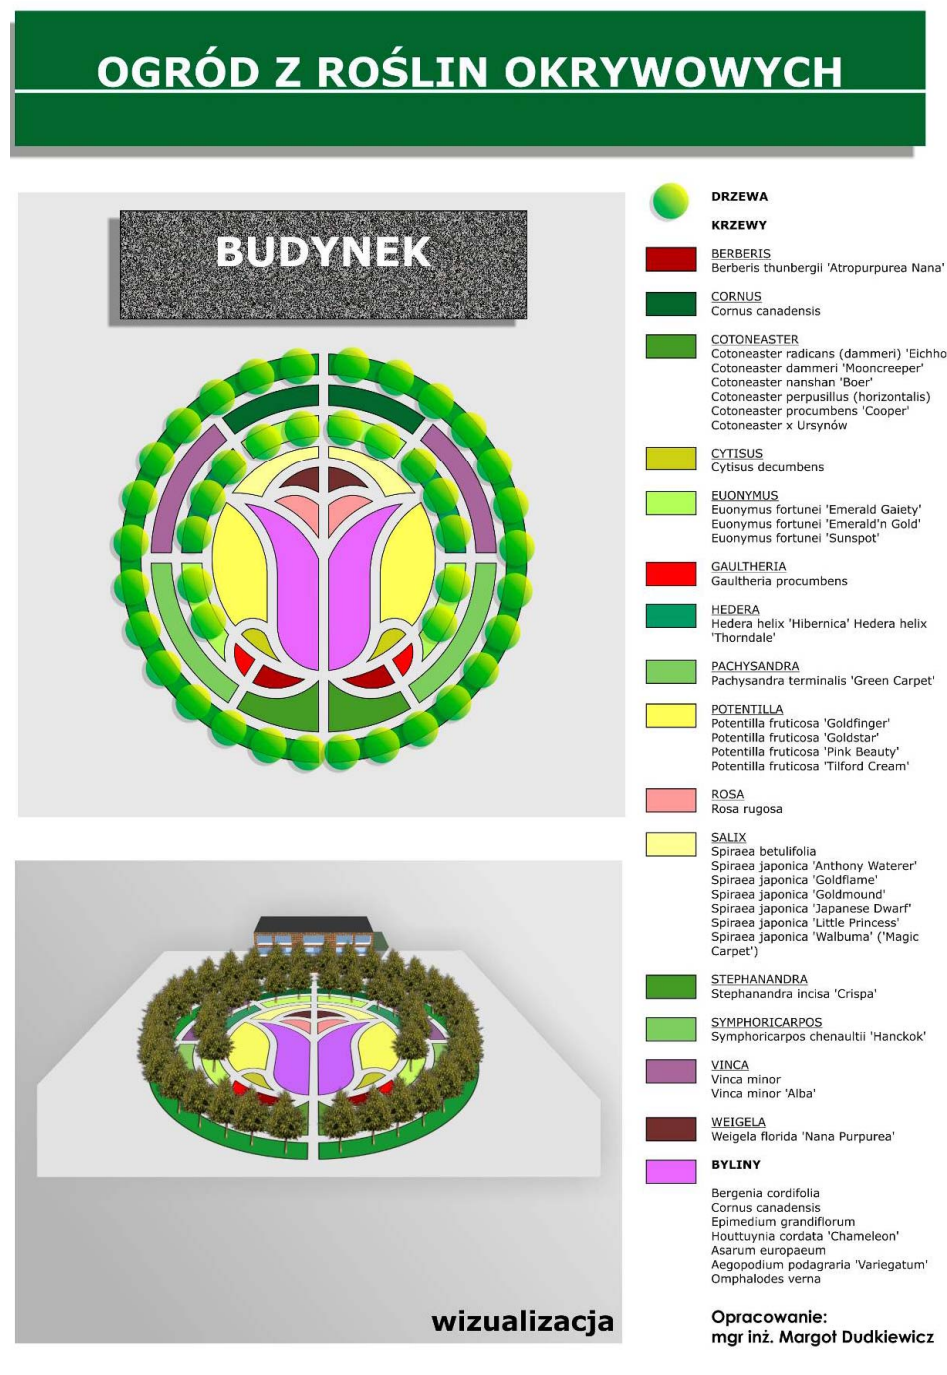 OGRÓD Z ROŚLIN OKRYWOWYCH
BUDYNEK
DRZEWA
KRZEWY
BERBERIS
Berberis thunbergii 'Atropurpurea Nana'
CORNUS
Cornus canadensis
COTONEASTER
Cotoneaster radicans (dammeri) 'Eichho
Cotoneaster dammeri 'Mooncreeper'
Cotoneaster nanshan 'Boer'
Cotoneaster perpusillus (horizontalis)
Cotoneaster procumbens 'Cooper'
Cotoneaster x Ursynów
CYTISUS
Cytisus decumbens
EUONYMUS
Euonymus fortunei 'Emerald Gaiety'
Euonymus fortunei 'Emerald'n Gold'
Euonymus fortunei 'Sunspot'
GAULTHERIA
Gaultheria procumbens
HEDERA
Hedera helix 'Hibernica' Hedera helix
'Thorndale'
PACHYSANDRA
Pachysandra terminalis 'Green Carpet'
POTENTILLA
Potentilla fruticosa 'Goldfinger'
Potentilla fruticosa 'Goldstar'
Potentilla fruticosa 'Pink Beauty'
Potentilla fruticosa 'Tilford Cream'
ROSA
Rosa rugosa
SALIX
Spiraea betulifolia
Spiraea japonica 'Anthony Waterer'
Spiraea japonica 'Goldflame'
Spiraea japonica 'Goldmound'
Spiraea japonica 'Japanese Dwarf'
Spiraea japonica 'Little Princess'
Spiraea japonica 'Walbuma' ('Magic
Carpet')
STEPHANANDRA
Stephanandra incisa 'Crispa'
SYMPHORICARPOS
Symphoricarpos chenaultii 'Hanckok'
VINCA
Vinca minor
Vinca minor 'Alba'
WEIGELA
Weigela florida 'Nana Purpurea'
BYLINY
Bergenia cordifolia
Cornus canadensis
Epimedium grandiflorum
Houttuynia cordata 'Chameleon'
Asarum europaeum
Aegopodium podagraria 'Variegatum'
Omphalodes verna
wizualizacja
Opracowanie:
mgr inż. Margot Dudkiewicz